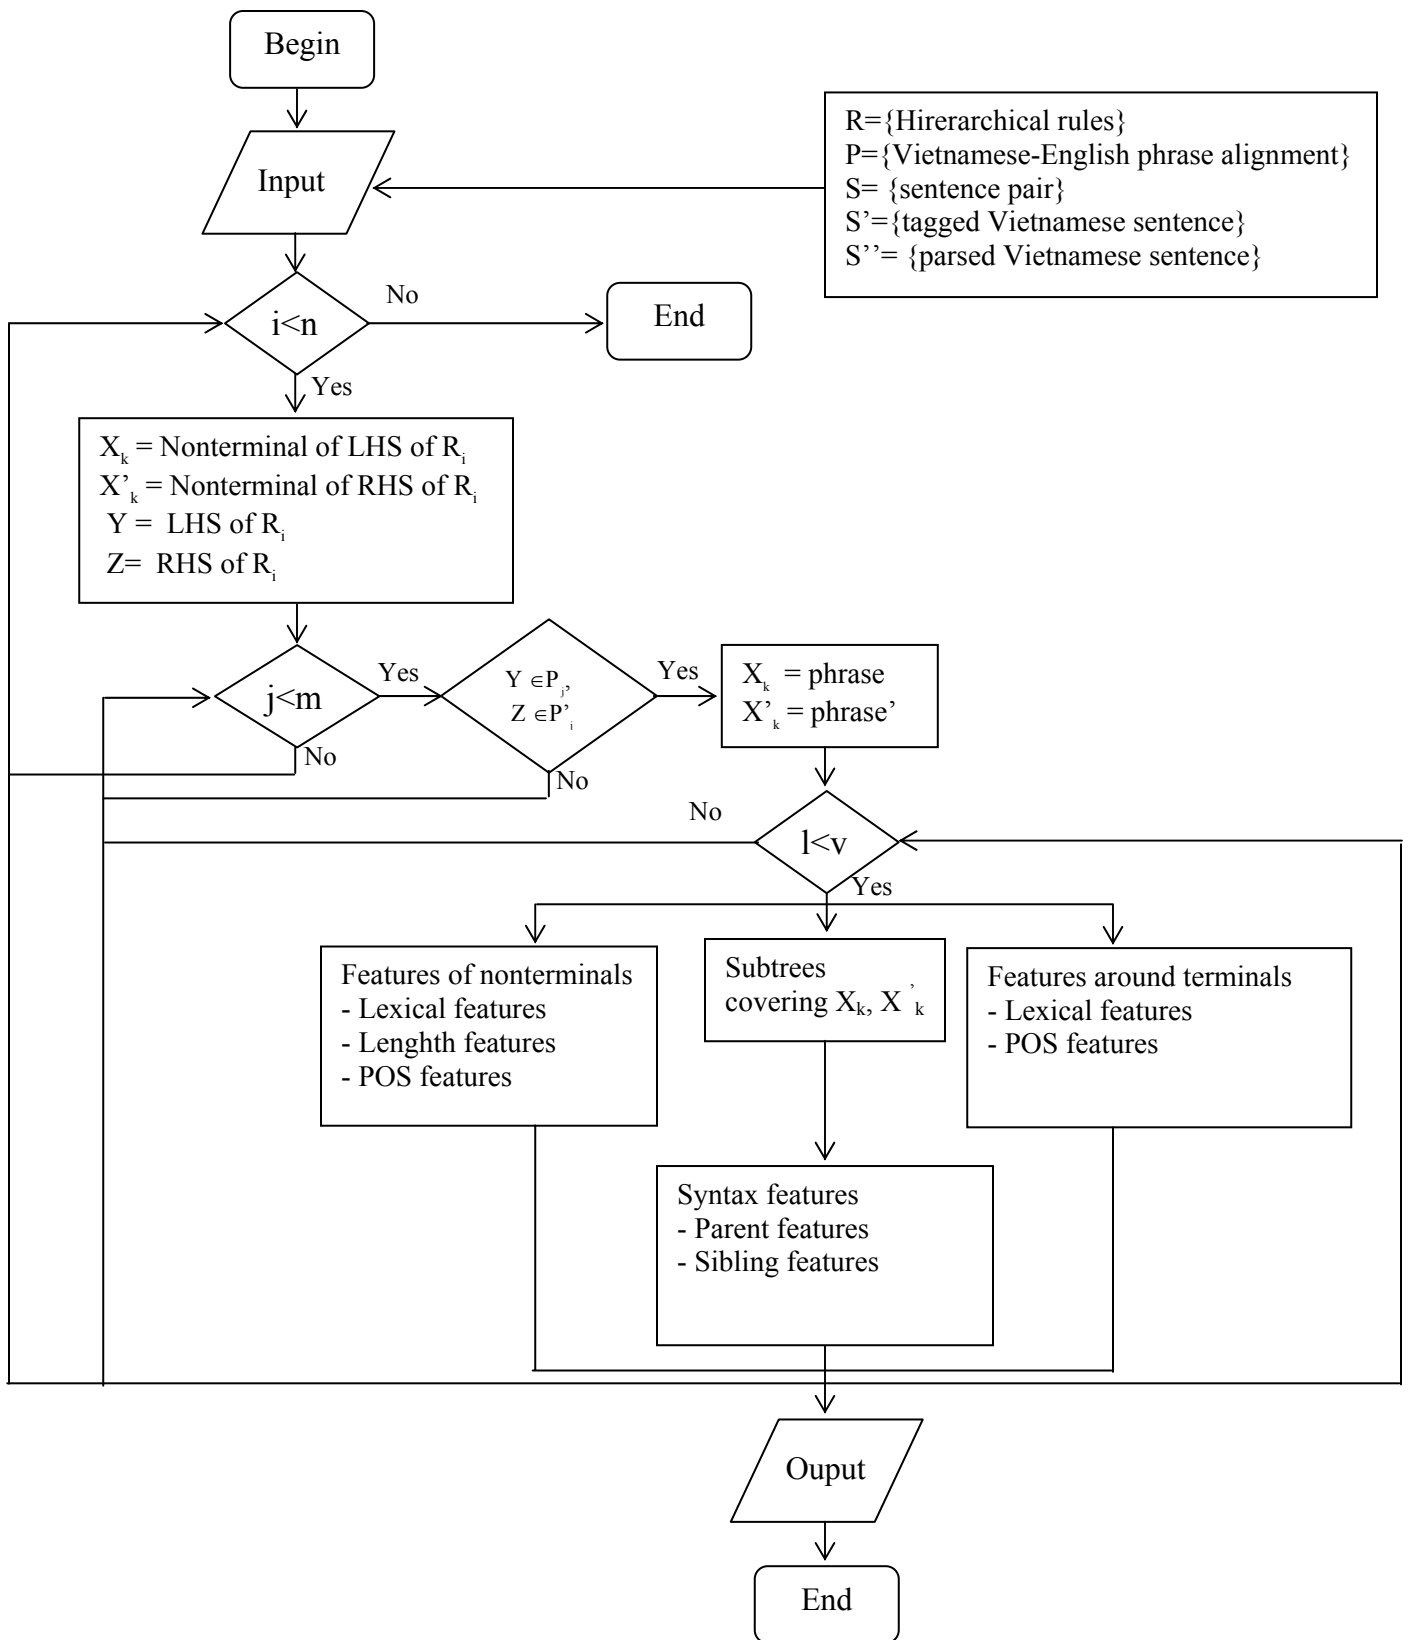 Begin
Input
R={Hirerarchical rules}
P={Vietnamese-English phrase alignment}
S= {sentence pair}
S’={tagged Vietnamese sentence}
S’’= {parsed Vietnamese sentence}
i<n
No
End
Yes
Xk = Nonterminal of LHS of Ri
X’k = Nonterminal of RHS of Ri
Y = LHS of Ri
Z= RHS of Ri
j<m
Yes
No
Y ∈Pj,
Z ∈P’i
Yes
No
Xk = phrase
X’k = phrase’
No
l<v
Yes
Features of nonterminals
- Lexical features
- Lenghth features
- POS features
Subtrees
covering Xk, X’k
Features around terminals
- Lexical features
- POS features
Syntax features
- Parent features
- Sibling features
Ouput
End